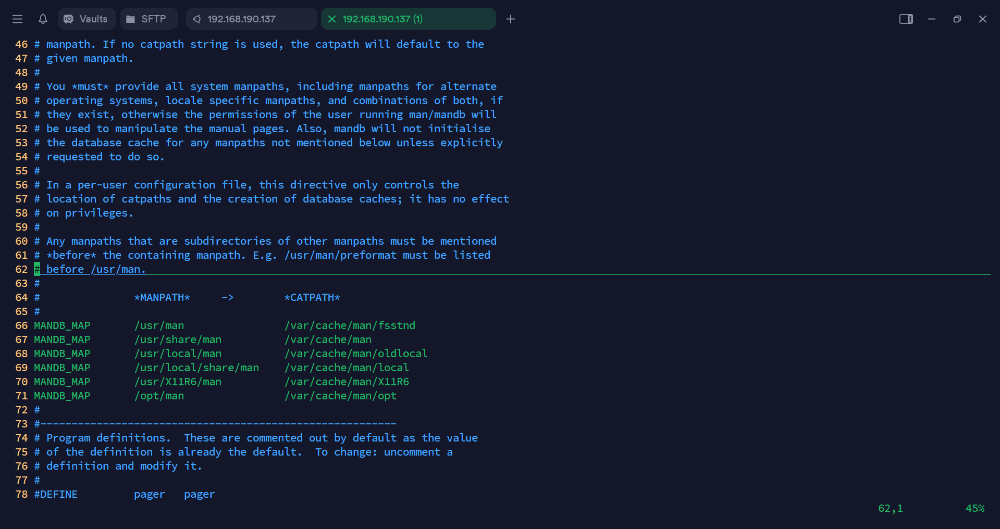 Vaults SFTP 192.168.190.137 192.168.190.137 (1)
46 # manpath. If no catpath string is used, the catpath will default to the
47 # given manpath.
48 #
49 # You *must* provide all system manpaths, including manpaths for alternate
50 # operating systems, locale specific manpaths, and combinations of both, if
51 # they exist, otherwise the permissions of the user running man/mandb will
52 # be used to manipulate the manual pages. Also, mandb will not initialise
53 # the database cache for any manpaths not mentioned below unless explicitly
54 # requested to do so.
55 #
56 # In a per-user configuration file, this directive only controls the
57 # location of catpaths and the creation of database caches; it has no effect
58 # on privileges.
59 #
60 # Any manpaths that are subdirectories of other manpaths must be mentioned
61 # *before* the containing manpath. E.g. /usr/man/preformat must be listed
62 # before /usr/man.
63 #
64 #               *MANPATH*     ->        *CATPATH*
65 #
66 MANDB_MAP       /usr/man                /var/cache/man/fsstnd
67 MANDB_MAP       /usr/share/man          /var/cache/man
68 MANDB_MAP       /usr/local/man          /var/cache/man/oldlocal
69 MANDB_MAP       /usr/local/share/man    /var/cache/man/local
70 MANDB_MAP       /usr/X11R6/man          /var/cache/man/X11R6
71 MANDB_MAP       /opt/man                /var/cache/man/opt
72 #
73 #---------------------------------------------------------
74 # Program definitions.  These are commented out by default as the value
75 # of the definition is already the default.  To change: uncomment a
76 # definition and modify it.
77 #
78 #DEFINE         pager   pager
62,1          45%